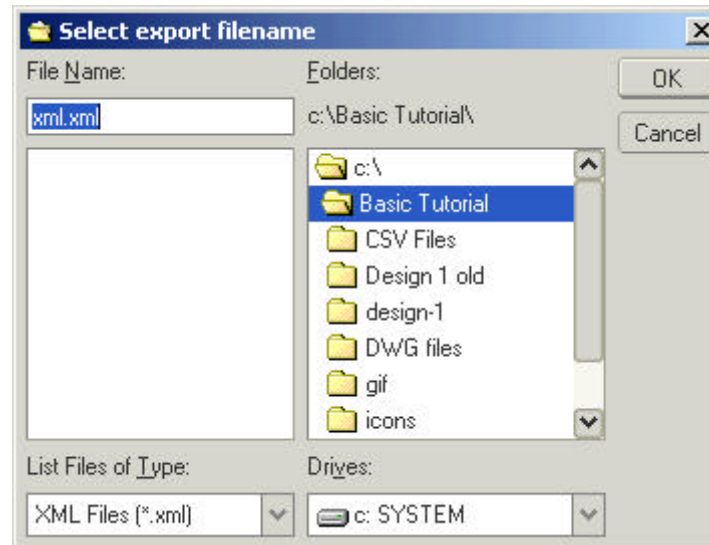 Select export filename
File Name:
Folders:
OK
xml.xml
c:\Basic Tutorial\
Cancel
c:\
Basic Tutorial
CSV Files
Design 1 old
design-1
DWG files
gif
icons
List Files of Type:
Drives:
XML Files (*.xml)
c: SYSTEM